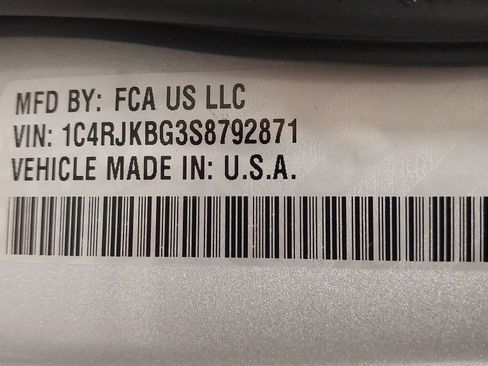 MFD BY: FCA US LLC
VIN: 1C4RJKBG3S8792871
VEHICLE MADE IN: U.S.A.